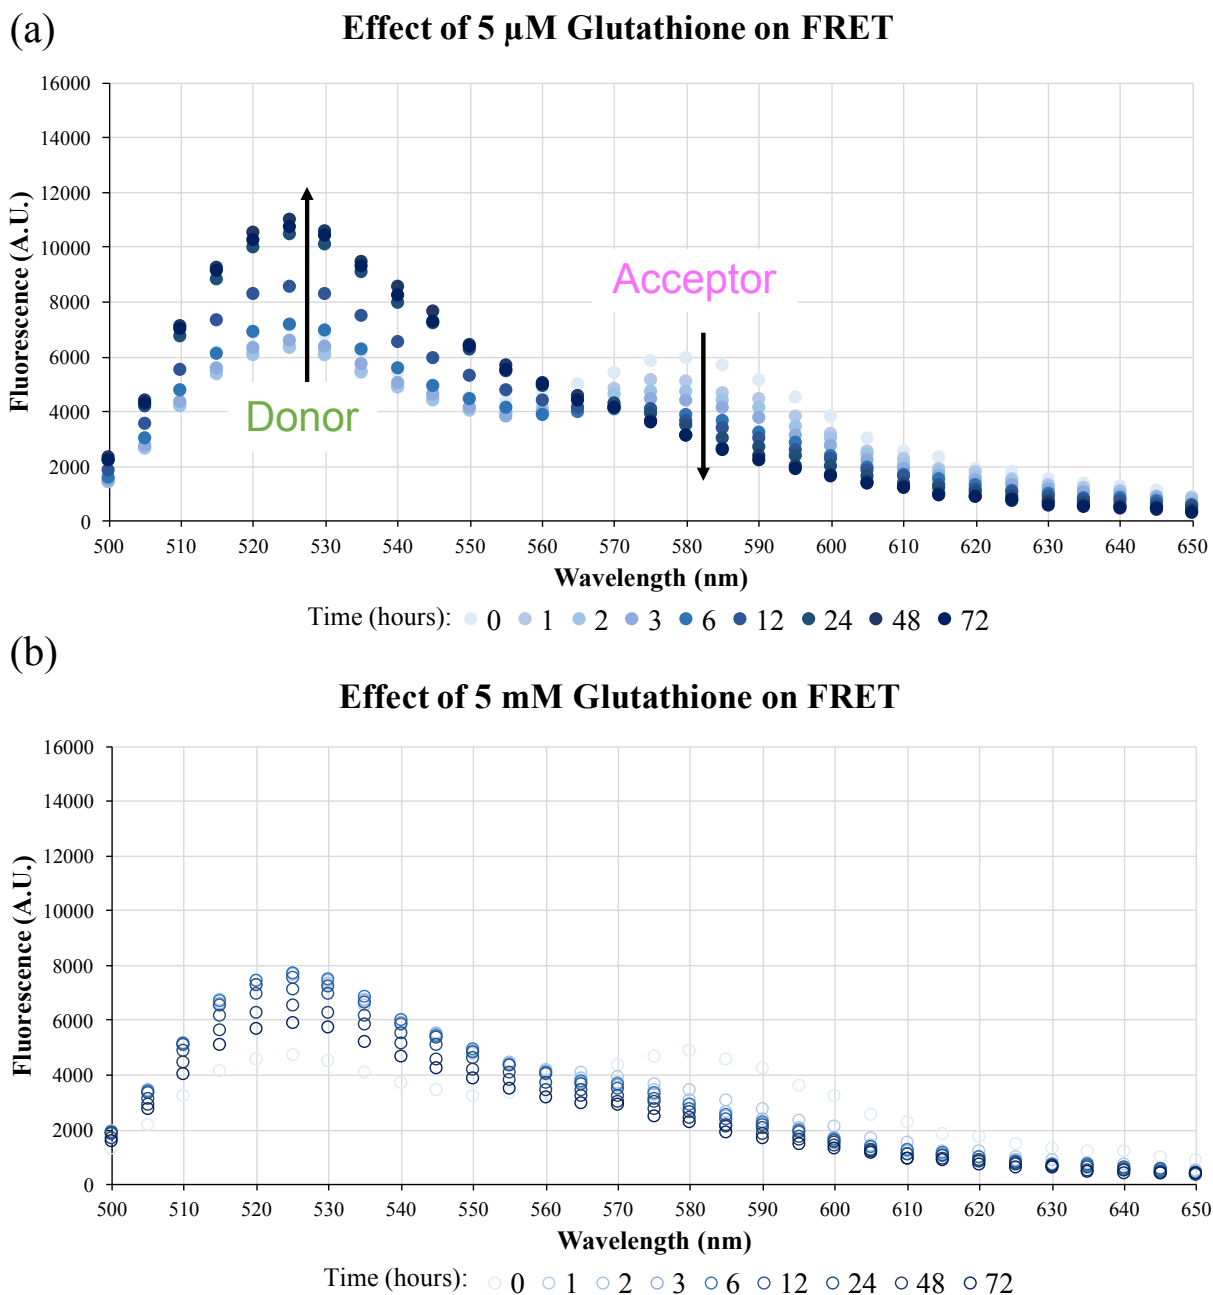 (a)
Effect of 5 µM Glutathione on FRET
16000
14000
12000
10000
8000
6000
4000
2000
0
Fluorescence (A.U.)
Donor
Acceptor
500 510 520 530 540 550 560 570 580 590 600 610 620 630 640 650
Wavelength (nm)
Time (hours): 0 1 2 3 6 12 24 48 72
(b)
Effect of 5 mM Glutathione on FRET
16000
14000
12000
10000
8000
6000
4000
2000
0
Fluorescence (A.U.)
500 510 520 530 540 550 560 570 580 590 600 610 620 630 640 650
Wavelength (nm)
Time (hours): 0 1 2 3 6 12 24 48 72